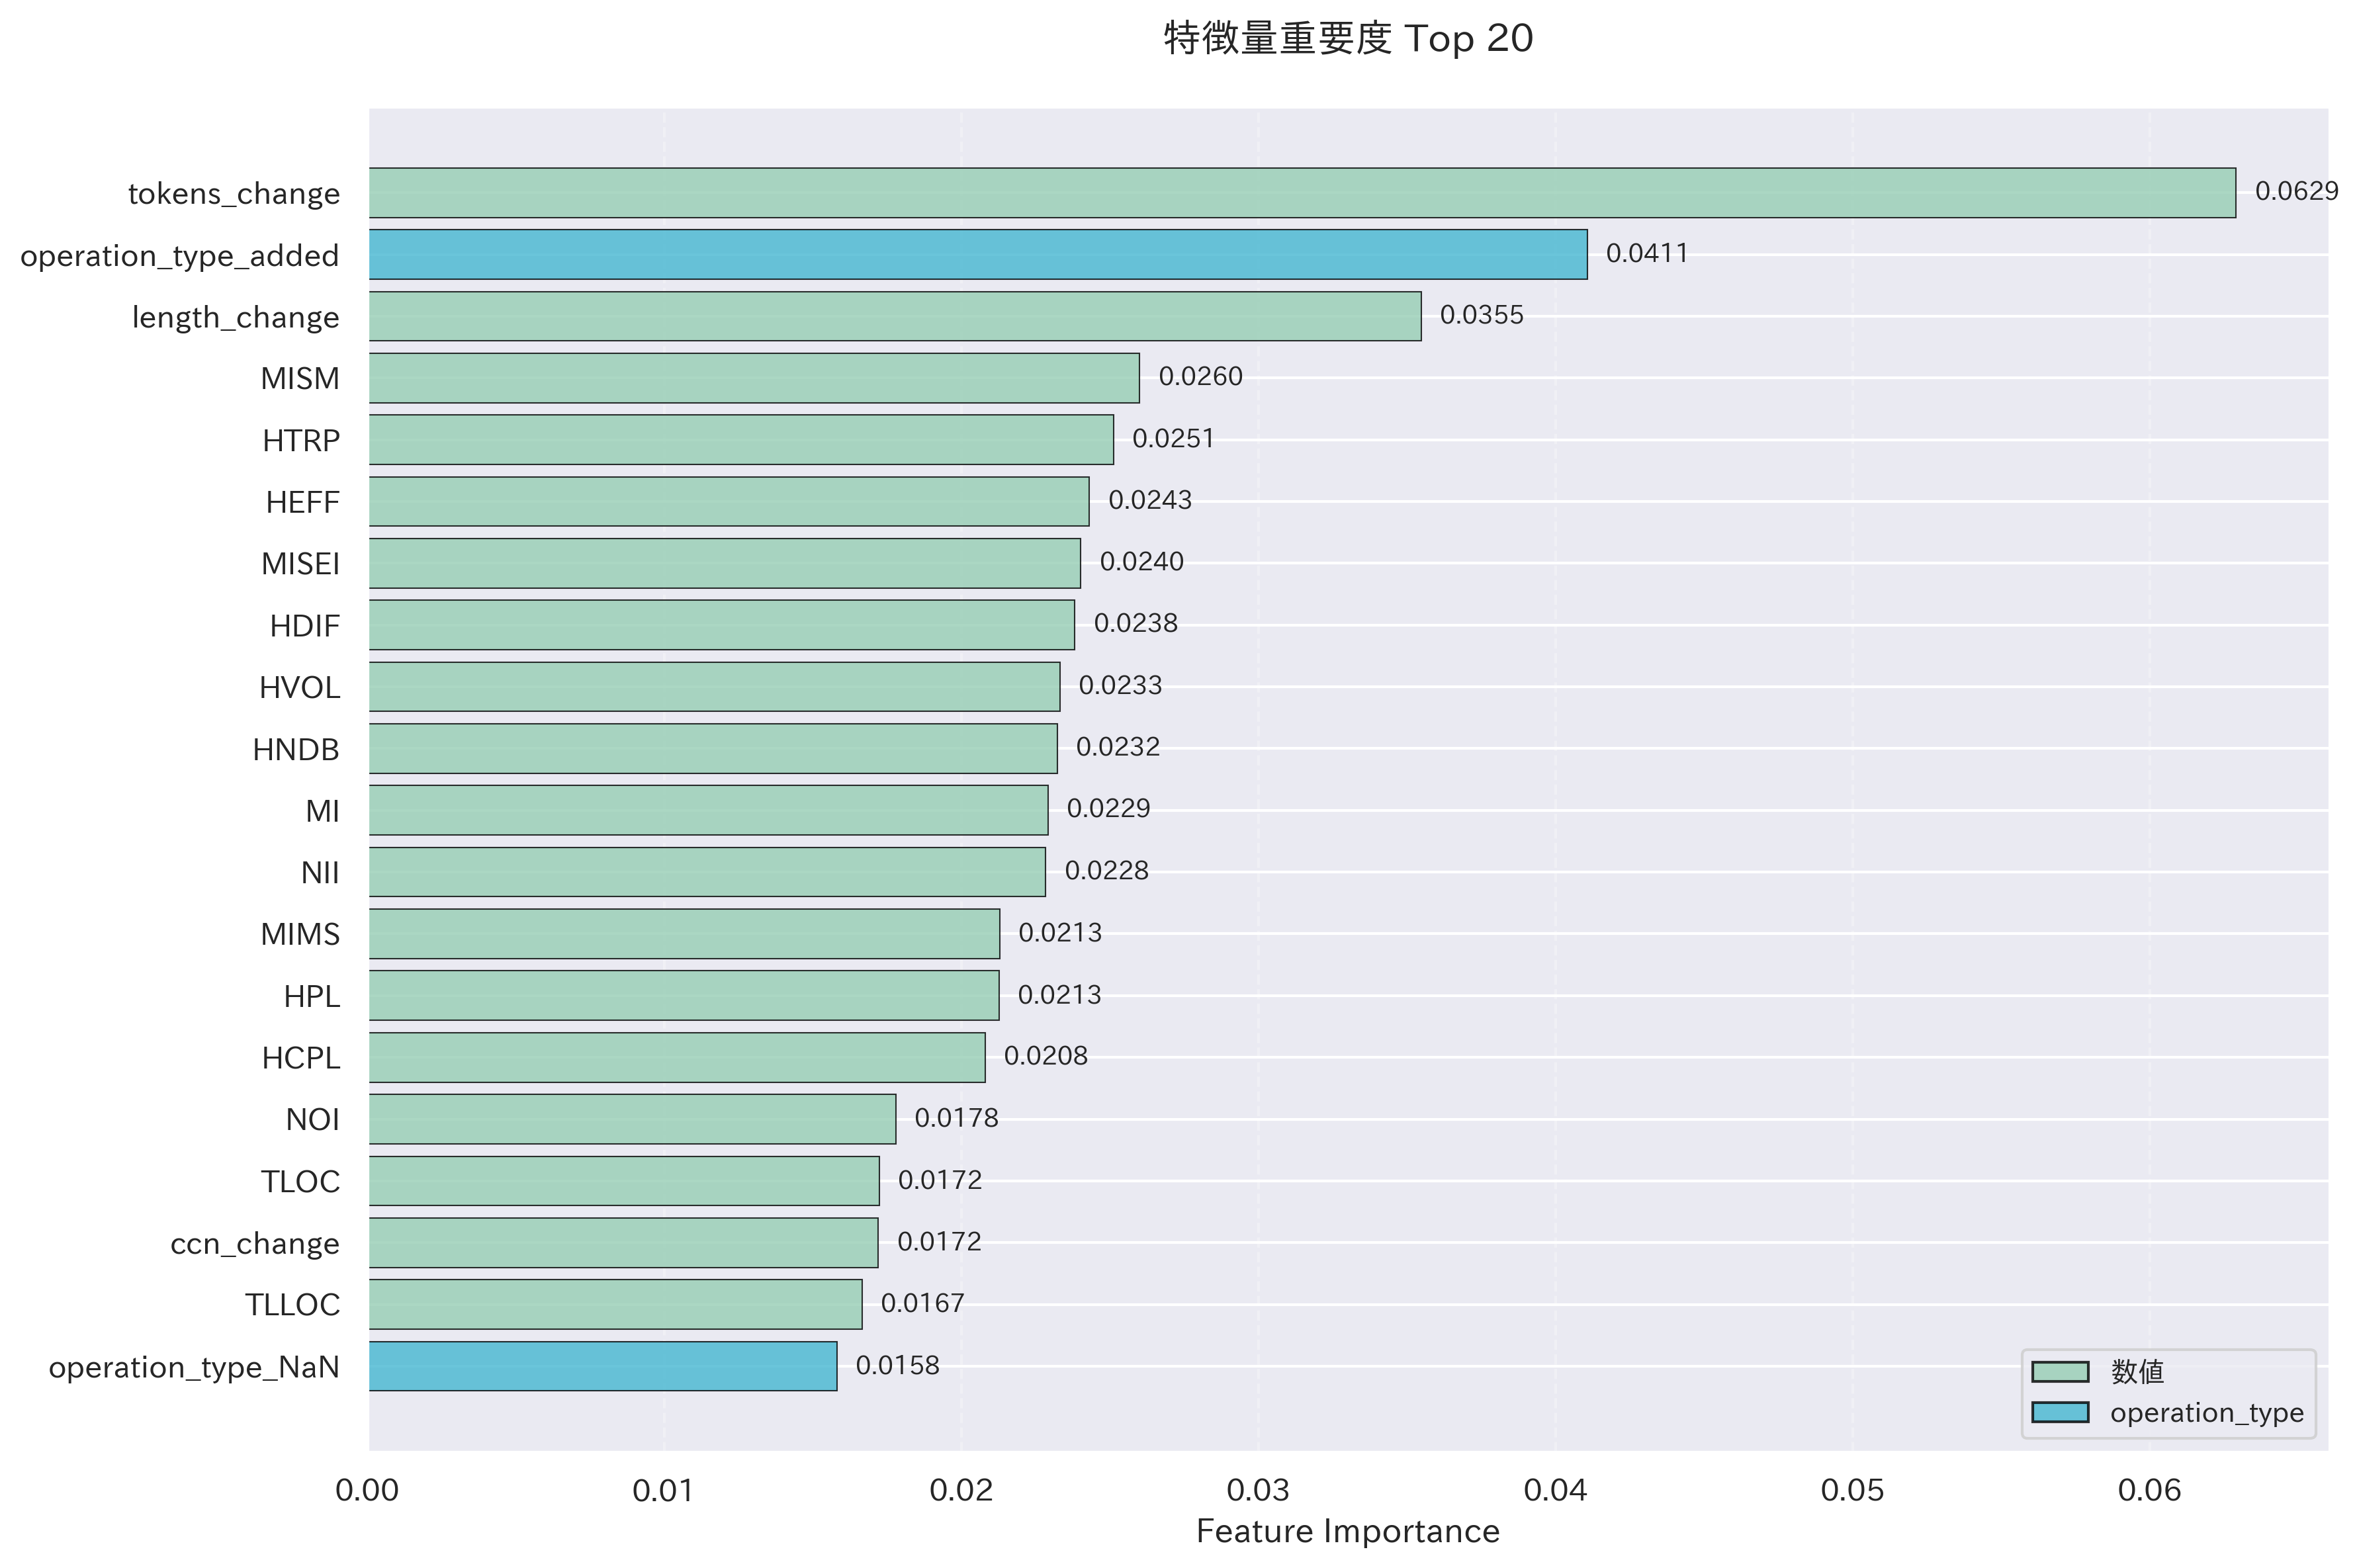 特徴量重要度 Top 20
tokens_change 0.0629
operation_type_added 0.0411
length_change 0.0355
MISM 0.0260
HTRP 0.0251
HEFF 0.0243
MISEI 0.0240
HDIF 0.0238
HVOL 0.0233
HNDB 0.0232
MI 0.0229
NII 0.0228
MIMS 0.0213
HPL 0.0213
HCPL 0.0208
NOI 0.0178
TLOC 0.0172
ccn_change 0.0172
TLLOC 0.0167
operation_type_NaN 0.0158
数値
operation_type
0.00 0.01 0.02 0.03 0.04 0.05 0.06
Feature Importance